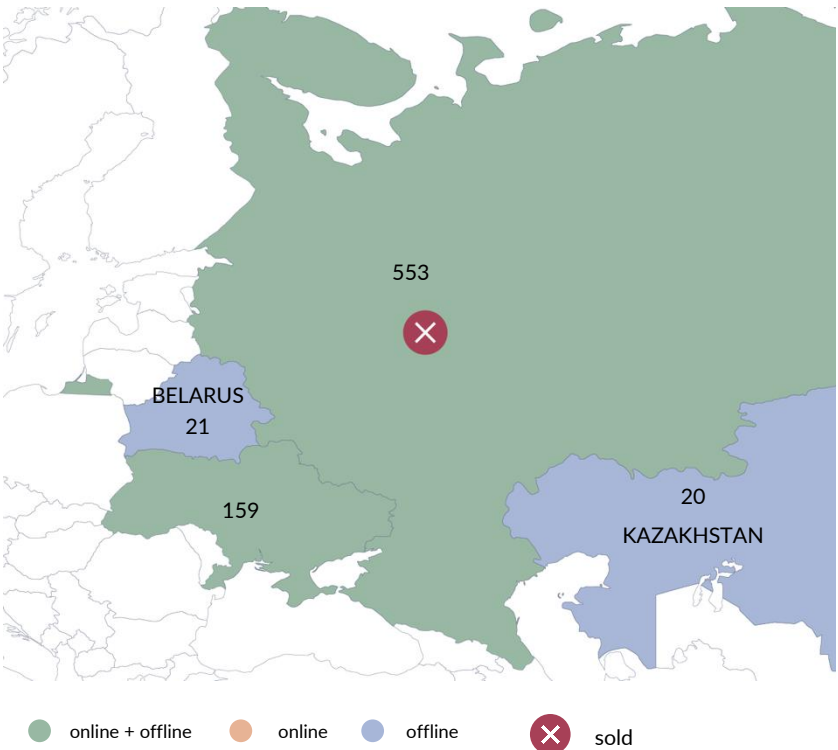 553
BELARUS
21
159
20
KAZAKHSTAN
online + offline
online
offline
sold